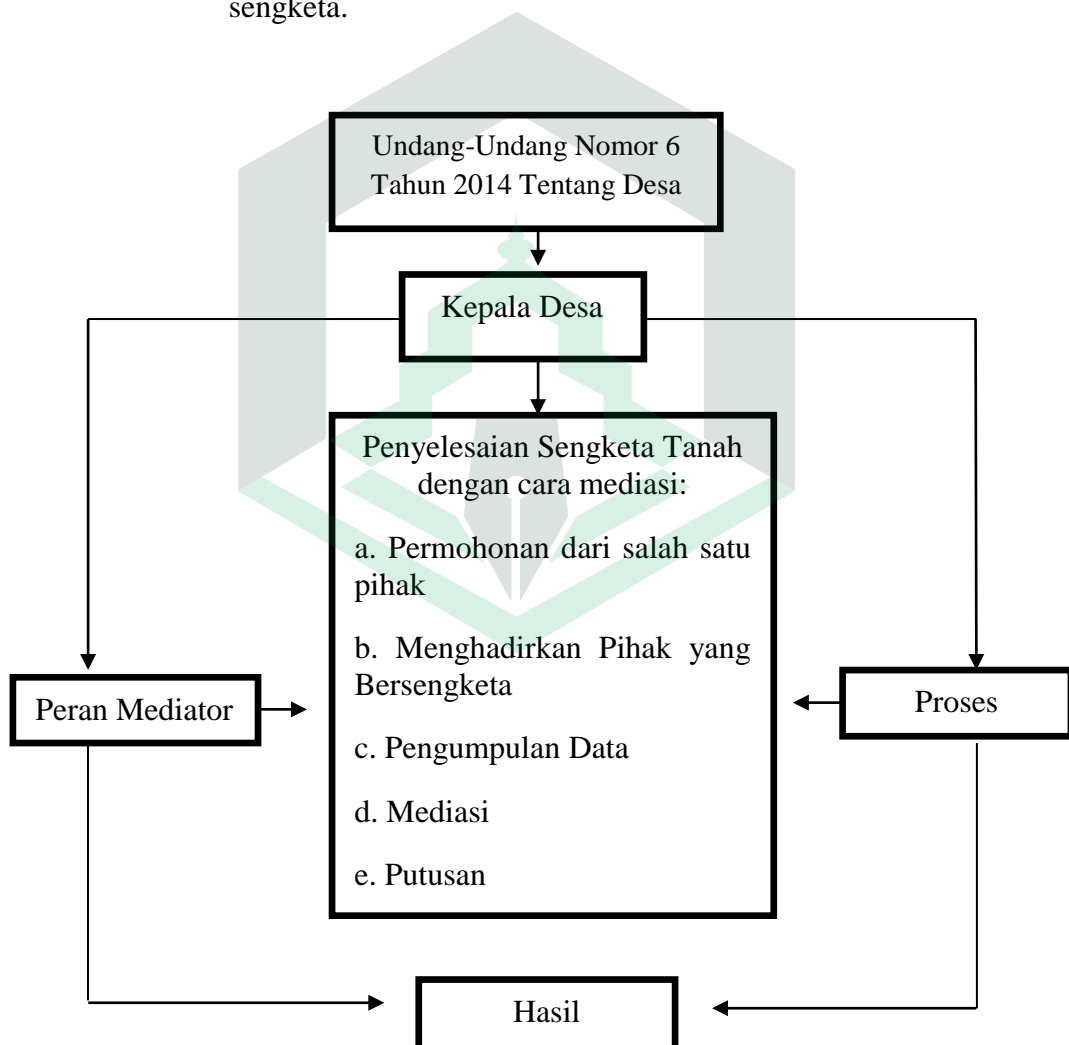 sengketa.
Undang-Undang Nomor 6
Tahun 2014 Tentang Desa
Kepala Desa
Penyelesaian Sengketa Tanah
dengan cara mediasi:
a. Permohonan dari salah satu
pihak
b. Menghadirkan Pihak yang
Bersengketa
c. Pengumpulan Data
d. Mediasi
e. Putusan
Peran Mediator
Proses
Hasil